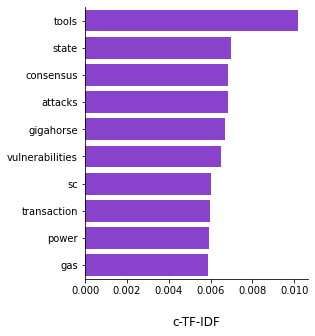 tools
state
consensus
attacks
gigahorse
vulnerabilities
sc
transaction
power
gas
0.000 0.002 0.004 0.006 0.008 0.010
c-TF-IDF